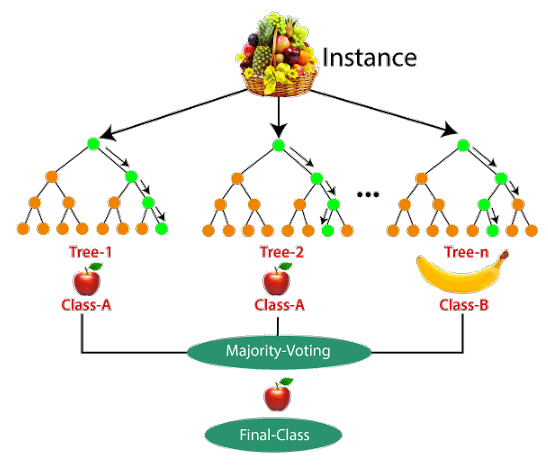 Instance
...
Tree-1
Tree-2
Tree-n
Class-A
Class-A
Class-B
Majority-Voting
Final-Class